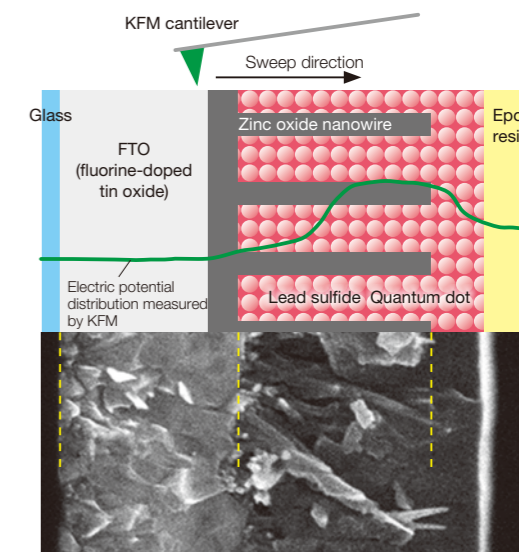 KFM cantilever
Sweep direction
Glass
Zinc oxide nanowire
FTO
(fluorine-doped
tin oxide)
Electric potential
distribution measured
by KFM
Lead sulfide Quantum dot